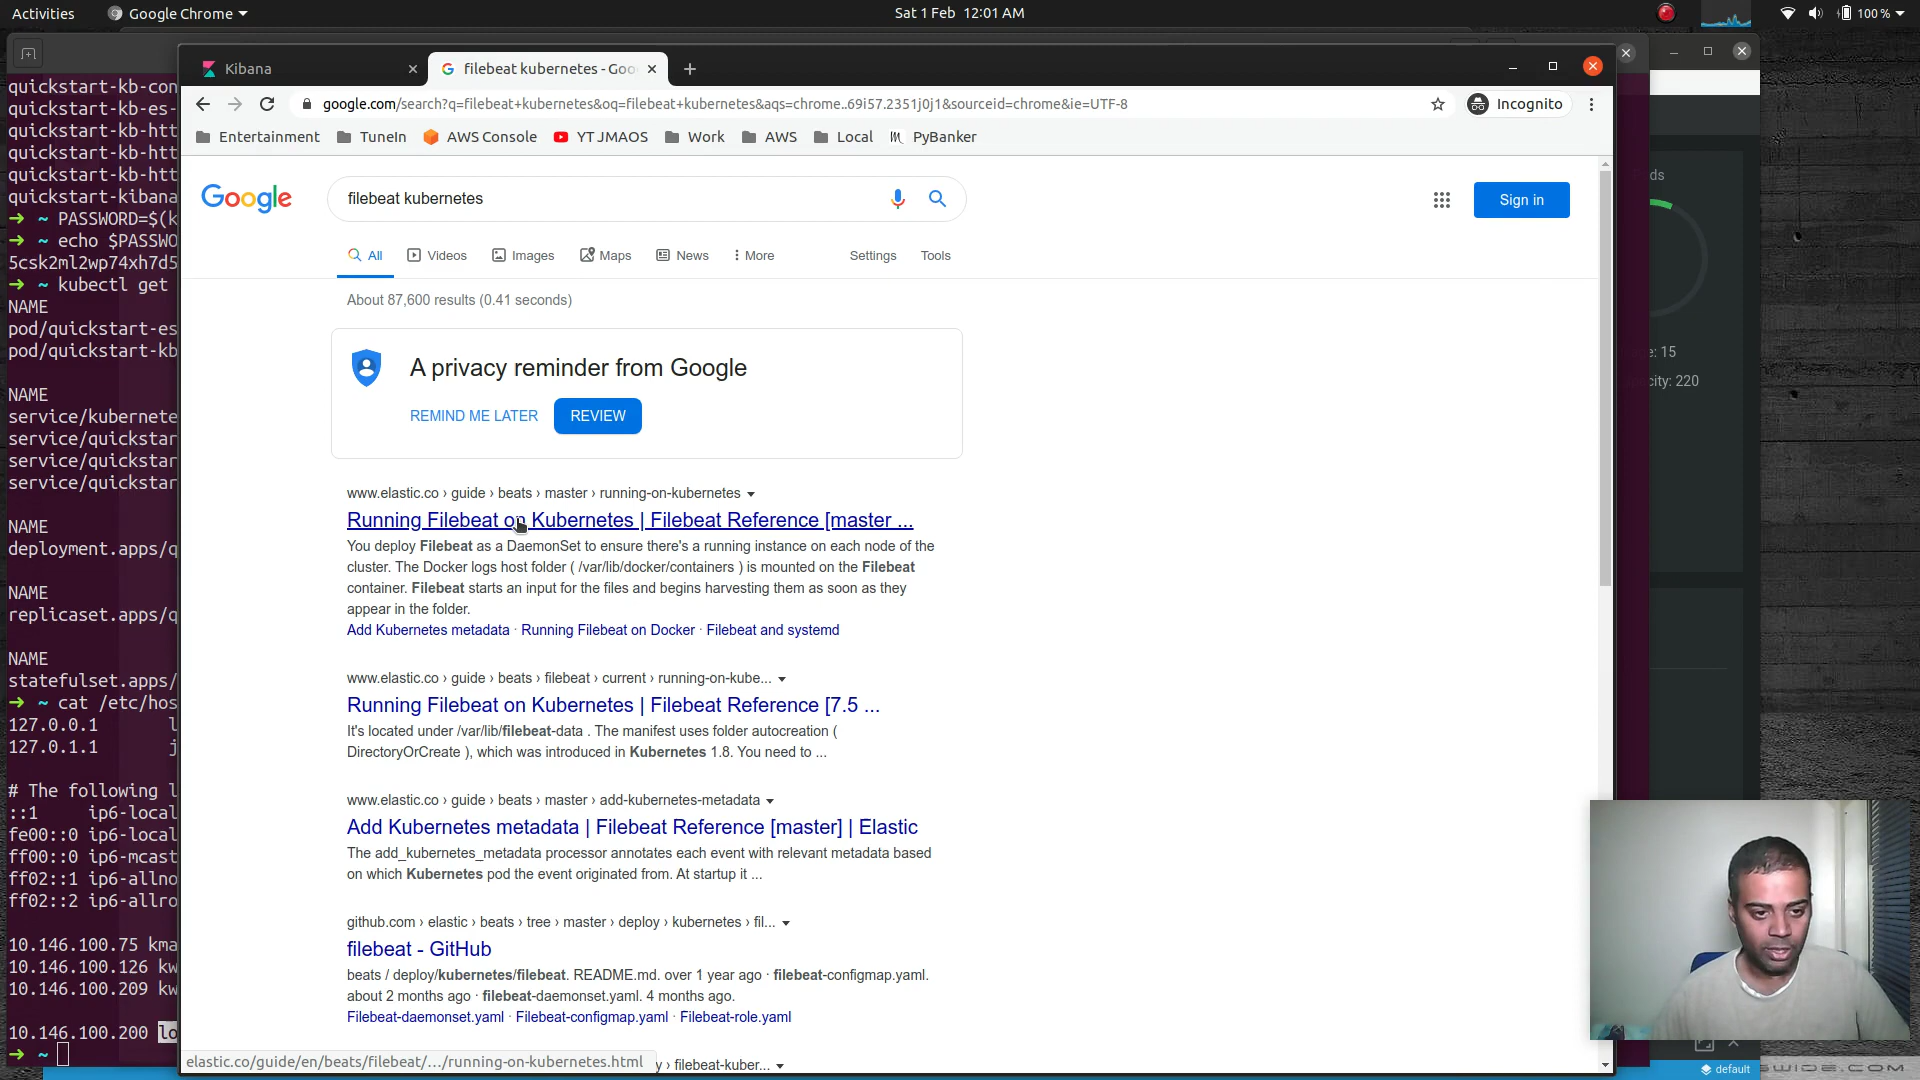 Activities
Google Chrome
Sat 1 Feb 12:01 AM
100 %
Kibana
filebeat kubernetes - Goo
google.com/search?q=filebeat+kubernetes&oq=filebeat+kubernetes&aqs=chrome..69i57.2351j0j1&sourceid=chrome&ie=UTF-8
Incognito
Entertainment
TuneIn
AWS Console
YT JMAOS
Work
AWS
Local
PyBanker
Google
filebeat kubernetes
Sign in
All
Videos
Images
Maps
News
More
Settings
Tools
About 87,600 results (0.41 seconds)
A privacy reminder from Google
REMIND ME LATER
REVIEW
www.elastic.co › guide › beats › master › running-on-kubernetes
Running Filebeat on Kubernetes | Filebeat Reference [master ...
You deploy Filebeat as a DaemonSet to ensure there's a running instance on each node of the
cluster. The Docker logs host folder ( /var/lib/docker/containers ) is mounted on the Filebeat
container. Filebeat starts an input for the files and begins harvesting them as soon as they
appear in the folder.
Add Kubernetes metadata · Running Filebeat on Docker · Filebeat and systemd
www.elastic.co › guide › beats › filebeat › current › running-on-kube...
Running Filebeat on Kubernetes | Filebeat Reference [7.5 ...
It's located under /var/lib/filebeat-data . The manifest uses folder autocreation (
DirectoryOrCreate ), which was introduced in Kubernetes 1.8. You need to ...
www.elastic.co › guide › beats › master › add-kubernetes-metadata
Add Kubernetes metadata | Filebeat Reference [master] | Elastic
The add_kubernetes_metadata processor annotates each event with relevant metadata based
on which Kubernetes pod the event originated from. At startup it ...
github.com › elastic › beats › tree › master › deploy › kubernetes › fil...
filebeat - GitHub
beats / deploy/kubernetes/filebeat. README.md. over 1 year ago · filebeat-configmap.yaml.
about 2 months ago · filebeat-daemonset.yaml. 4 months ago.
Filebeat-daemonset.yaml · Filebeat-configmap.yaml · Filebeat-role.yaml
y › filebeat-kuber...
elastic.co/guide/en/beats/filebeat/…/running-on-kubernetes.html
quickstart-kb-con
quickstart-kb-es-
quickstart-kb-htt
quickstart-kb-htt
quickstart-kb-htt
quickstart-kibana
➜ ~ PASSWORD=$(k
➜ ~ echo $PASSWO
5csk2ml2wp74xh7d5
➜ ~ kubectl get
NAME
pod/quickstart-es
pod/quickstart-kb
NAME
service/kubernete
service/quickstar
service/quickstar
service/quickstar
NAME
deployment.apps/q
NAME
replicaset.apps/q
NAME
statefulset.apps/
➜ ~ cat /etc/hos
127.0.0.1 l
127.0.1.1 j
# The following l
::1 ip6-local
fe00::0 ip6-local
ff00::0 ip6-mcast
ff02::1 ip6-allno
ff02::2 ip6-allro
10.146.100.75 kma
10.146.100.126 kw
10.146.100.209 kw
10.146.100.200 lo
➜ ~
ds
e: 15
city: 220
default
SWIDE.COM